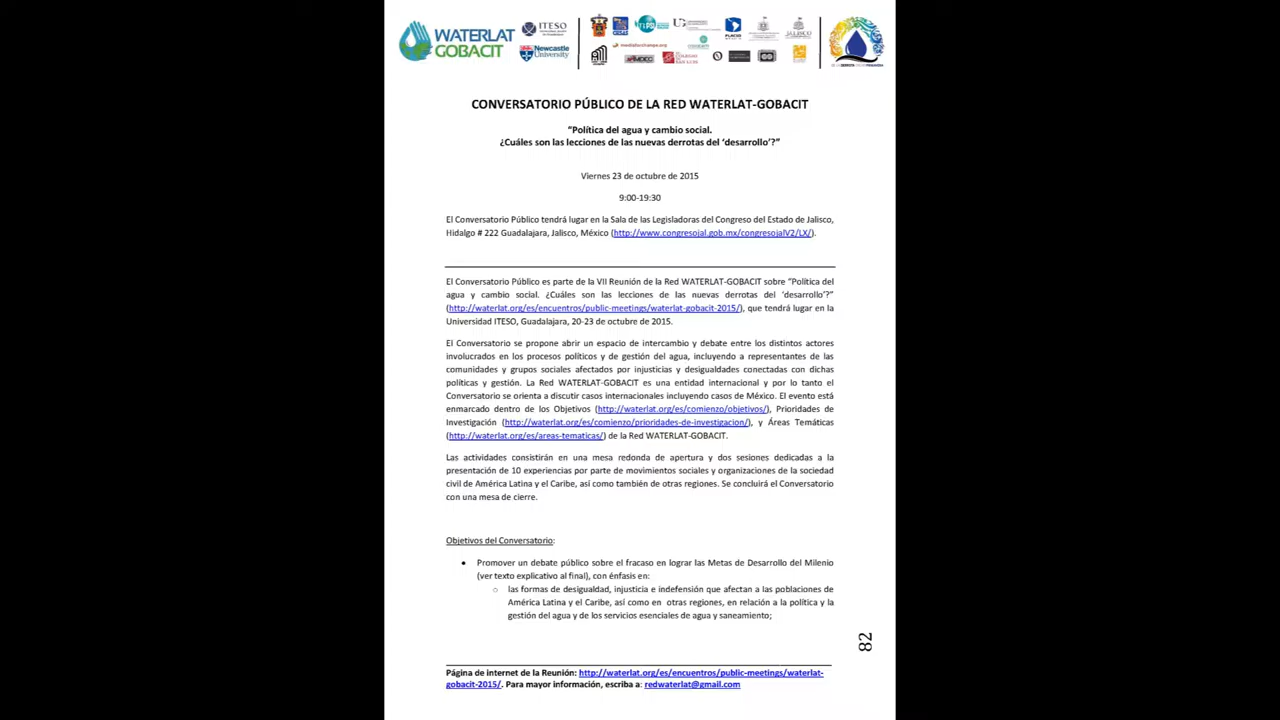 WATERLAT
GOBACIT
ITESO
Newcastle
University
CONVERSATORIO PÚBLICO DE LA RED WATERLAT-GOBACIT
“Política del agua y cambio social.
¿Cuáles son las lecciones de las nuevas derrotas del ‘desarrollo’?”
Viernes 23 de octubre de 2015
9:00-19:30
El Conversatorio Público tendrá lugar en la Sala de las Legisladoras del Congreso del Estado de Jalisco,
Hidalgo # 222 Guadalajara, Jalisco, México (http://www.congresojal.gob.mx/congresojalV2/LX/).
El Conversatorio Público es parte de la VII Reunión de la Red WATERLAT-GOBACIT sobre “Política del
agua y cambio social. ¿Cuáles son las lecciones de las nuevas derrotas del ‘desarrollo’?”
(http://waterlat.org/es/encuentros/public-meetings/waterlat-gobacit-2015/), que tendrá lugar en la
Universidad ITESO, Guadalajara, 20-23 de octubre de 2015.
El Conversatorio se propone abrir un espacio de intercambio y debate entre los distintos actores
involucrados en los procesos políticos y de gestión del agua, incluyendo a representantes de las
comunidades y grupos sociales afectados por injusticias y desigualdades conectadas con dichas
políticas y gestión. La Red WATERLAT-GOBACIT es una entidad internacional y por lo tanto el
Conversatorio se orienta a discutir casos internacionales incluyendo casos de México. El evento está
enmarcado dentro de los Objetivos (http://waterlat.org/es/comienzo/objetivos/), Prioridades de
Investigación (http://waterlat.org/es/comienzo/prioridades-de-investigacion/), y Áreas Temáticas
(http://waterlat.org/es/areas-tematicas/) de la Red WATERLAT-GOBACIT.
Las actividades consistirán en una mesa redonda de apertura y dos sesiones dedicadas a la
presentación de 10 experiencias por parte de movimientos sociales y organizaciones de la sociedad
civil de América Latina y el Caribe, así como también de otras regiones. Se concluirá el Conversatorio
con una mesa de cierre.
Objetivos del Conversatorio:
• Promover un debate público sobre el fracaso en lograr las Metas de Desarrollo del Milenio
(ver texto explicativo al final), con énfasis en:
○ las formas de desigualdad, injusticia e indefensión que afectan a las poblaciones de
América Latina y el Caribe, así como en otras regiones, en relación a la política y la
gestión del agua y de los servicios esenciales de agua y saneamiento;
82
Página de internet de la Reunión: http://waterlat.org/es/encuentros/public-meetings/waterlat-
gobacit-2015/. Para mayor información, escriba a: redwaterlat@gmail.com